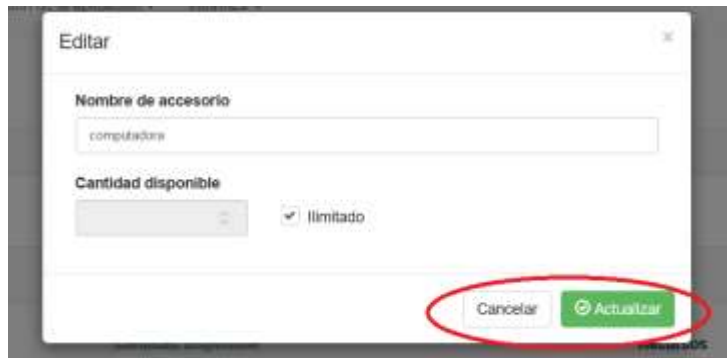 Editar
×
Nombre de accesorio
computadora
Cantidad disponible
Ilimitado
Cancelar
Actualizar